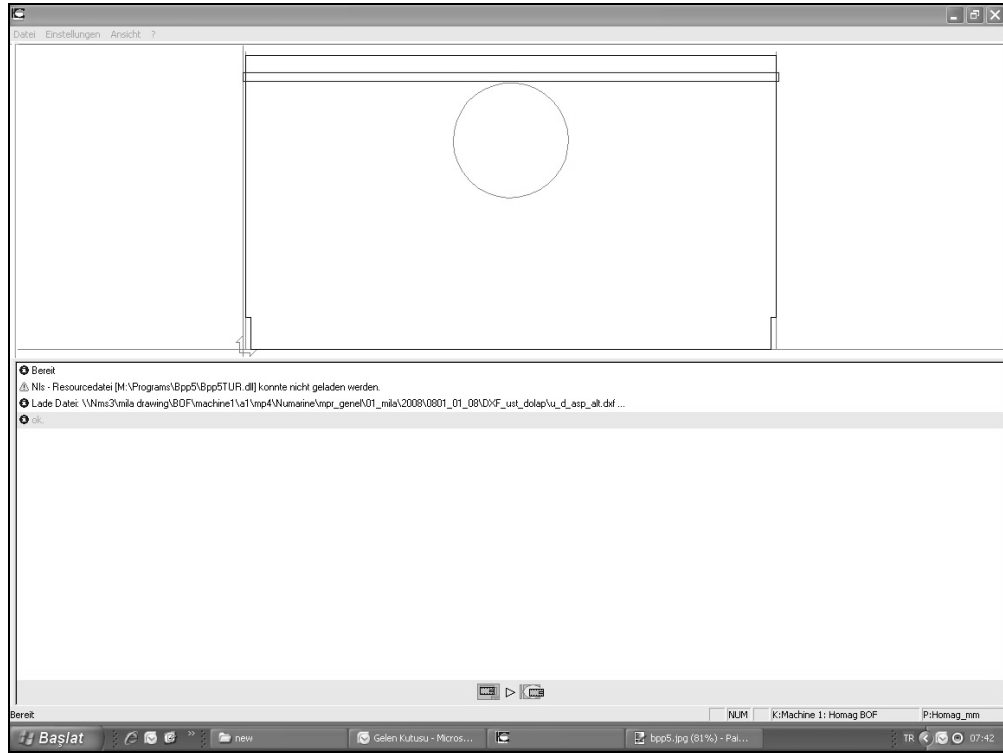 Datei Einstellungen Ansicht ?
Bereit
Nls - Resourcedatei [M:\Programs\Bpp5\Bpp5TUR.dll] konnte nicht geladen werden.
Lade Datei: \\Nms3\mila drawing\BOF\machine1\a1\mp4\Numarine\mpr_genel\01_mila\2008\0801_01_08\DXF_ust_dolap\u_d_asp_alt.dxf ...
ok.
Bereit NUM K:Machine 1: Homag BOF P:Homag_mm
Başlat » new Gelen Kutusu - Micros... bpp5.jpg (81%) - Pai... TR 07:42